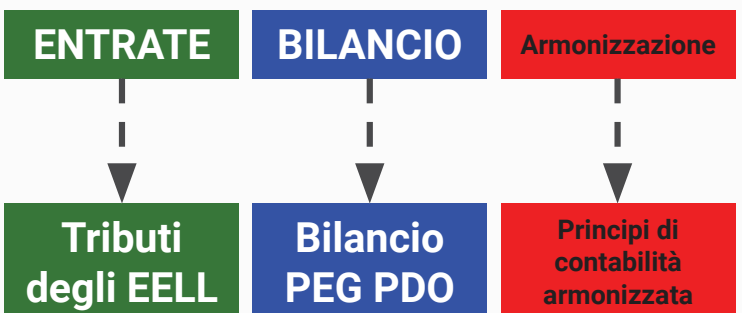 ENTRATE
BILANCIO
Armonizzazione
Tributi
degli EELL
Bilancio
PEG PDO
Principi di
contabilità
armonizzata